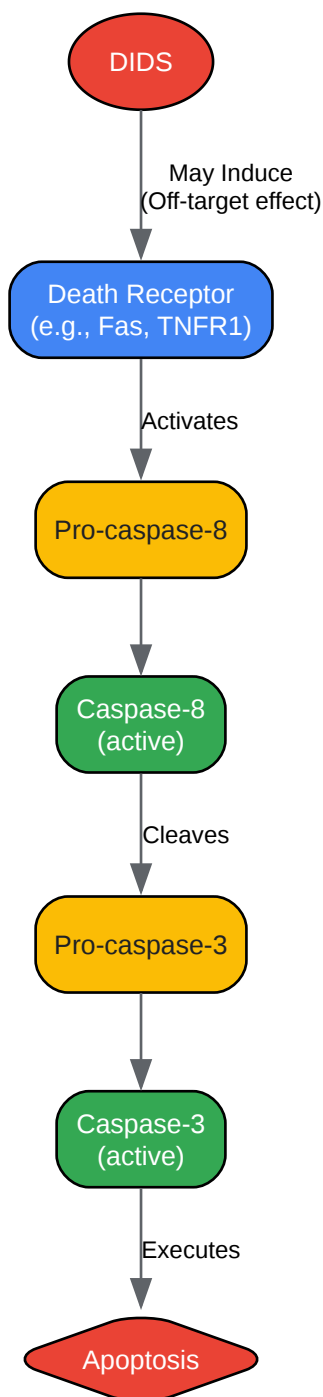 DIDS
May Induce
(Off-target effect)
Death Receptor
(e.g., Fas, TNFR1)
Activates
Pro-caspase-8
Caspase-8
(active)
Cleaves
Pro-caspase-3
Caspase-3
(active)
Executes
Apoptosis